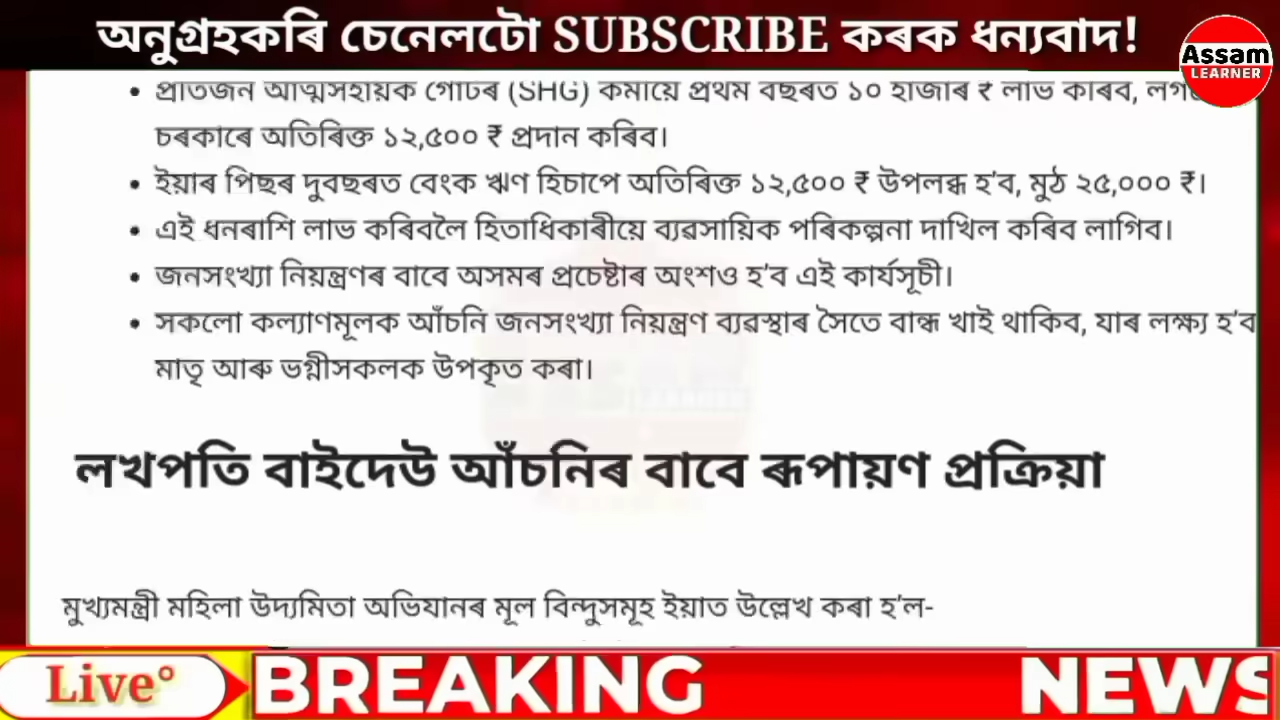 অনুগ্ৰহকৰি চেনেলটো SUBSCRIBE কৰক ধন্যবাদ!
Assam
LEARNER
প্ৰতিজন আত্মসহায়ক গোটৰ (SHG) কমায়ে প্ৰথম বছৰত ১০ হাজাৰ ₹ লাভ কৰিব,
চৰকাৰে অতিৰিক্ত ১২,৫০০ ₹ প্ৰদান কৰিব।
ইয়াৰ পিছৰ দুবছৰত বেংক ঋণ হিচাপে অতিৰিক্ত ১২,৫০০ ₹ উপলব্ধ হ’ব, মুঠ ২৫,০০০ ₹।
এই ধনৰাশি লাভ কৰিবলৈ হিতাধিকাৰীয়ে ব্যৱসায়িক পৰিকল্পনা দাখিল কৰিব লাগিব।
জনসংখ্যা নিয়ন্ত্ৰণৰ বাবে অসমৰ প্ৰচেষ্টাৰ অংশও হ’ব এই কাৰ্যসূচী।
সকলো কল্যাণমূলক আঁচনি জনসংখ্যা নিয়ন্ত্ৰণ ব্যৱস্থাৰ সৈতে বান্ধ খাই থাকিব, যাৰ লক্ষ্য হ’ব
মাতৃ আৰু ভগ্নীসকলক উপকৃত কৰা।
লখপতি বাইদেউ আঁচনিৰ বাবে ৰূপায়ণ প্ৰক্ৰিয়া
মুখ্যমন্ত্ৰী মহিলা উদ্যমিতা অভিযানৰ মূল বিন্দুসমূহ ইয়াত উল্লেখ কৰা হ’ল-
Live° BREAKING NEWS